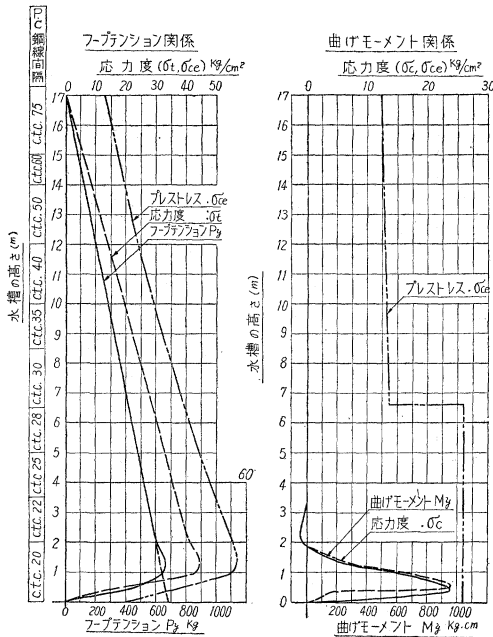 PC鋼線間隔
c.t.c. 75
c.t.c. 60
c.t.c. 50
c.t.c. 40
c.t.c. 35
c.t.c. 30
c.t.c. 28
c.t.c 25
c.t.c. 22
c.t.c. 20
フープテンション関係
応力度 (σt,σce) Kg/cm²
0 10 20 30 40 50
水槽の高さ(m)
17
16
15
14
13
12
11
10
9
8
7
6
5
4
3
2
1
0
プレストレス.σce
応力度 :σt
フープテンションPy
60
200 400 600 800 1000
フープテンション Py Kg
曲げモーメント関係
応力度 (σc,σce) Kg/cm²
0 10 20 30
水槽の高さ(m)
17
16
15
14
13
12
11
10
9
8
7
6
5
4
3
2
1
0
プレストレス.σce
曲げモーメントMy
応力度 .σc
0 200 400 600 800 1000
曲げモーメント My Kg.cm